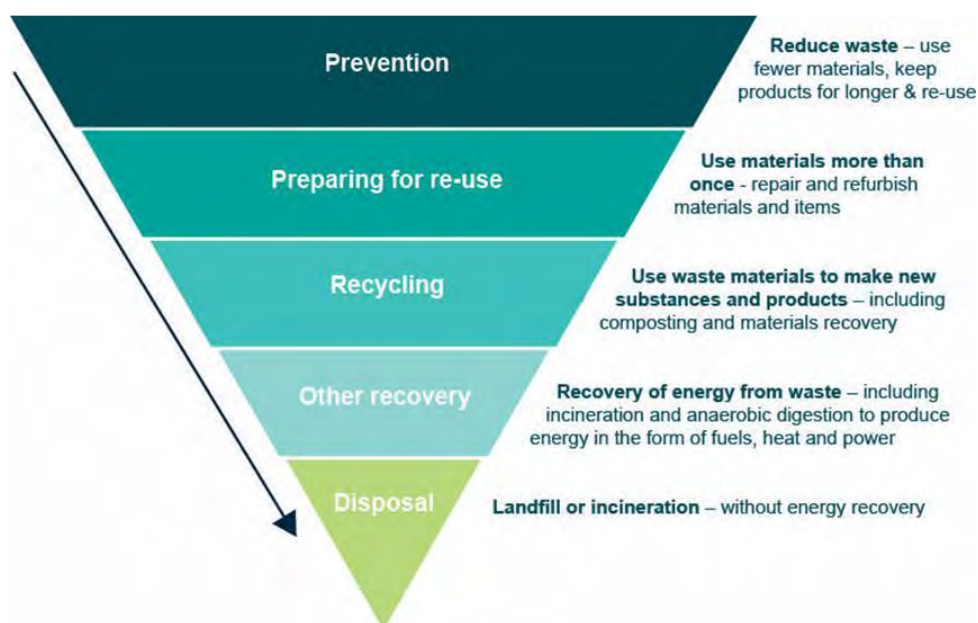 Prevention
Reduce waste – use
fewer materials, keep
products for longer & re-use
Preparing for re-use
Use materials more than
once - repair and refurbish
materials and items
Recycling
Use waste materials to make new
substances and products – including
composting and materials recovery
Other recovery
Recovery of energy from waste – including
incineration and anaerobic digestion to produce
energy in the form of fuels, heat and power
Disposal
Landfill or incineration – without energy recovery